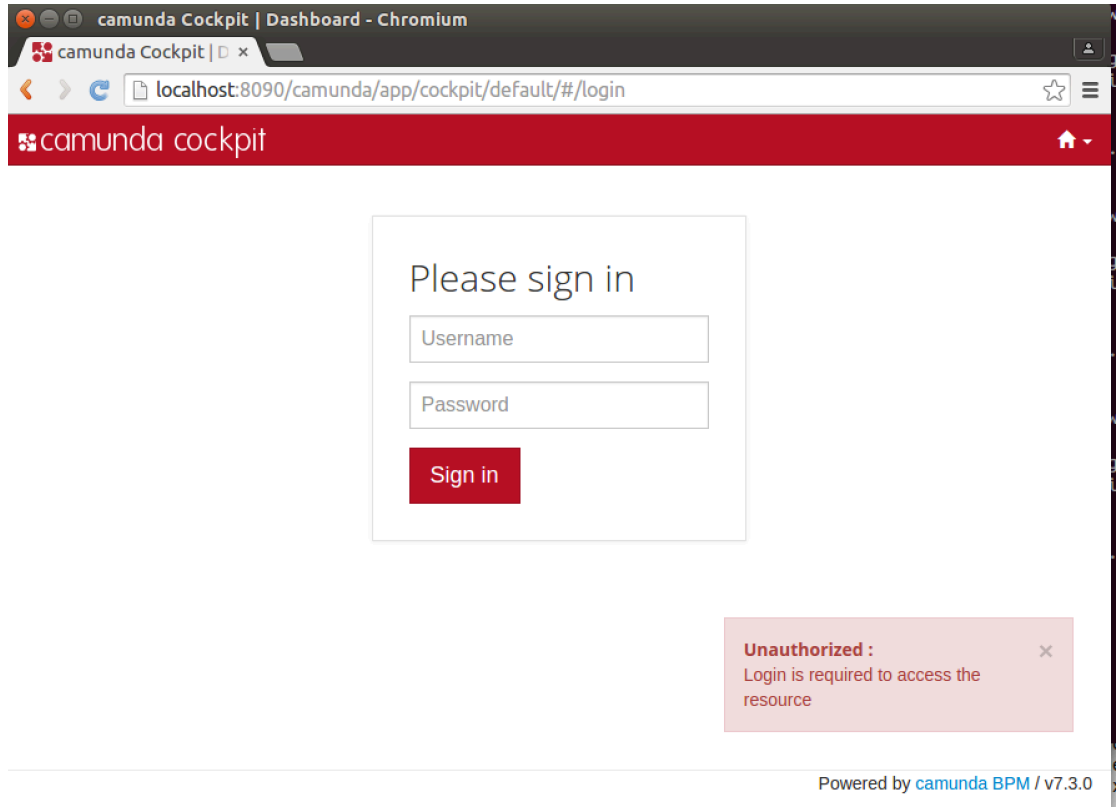 camunda Cockpit | Dashboard - Chromium
camunda Cockpit | D
localhost:8090/camunda/app/cockpit/default/#/login
camunda cockpit
Please sign in
Username
Password
Sign in
Unauzthorized :
Login is required to access the
resource
Powered by camunda BPM / v7.3.0